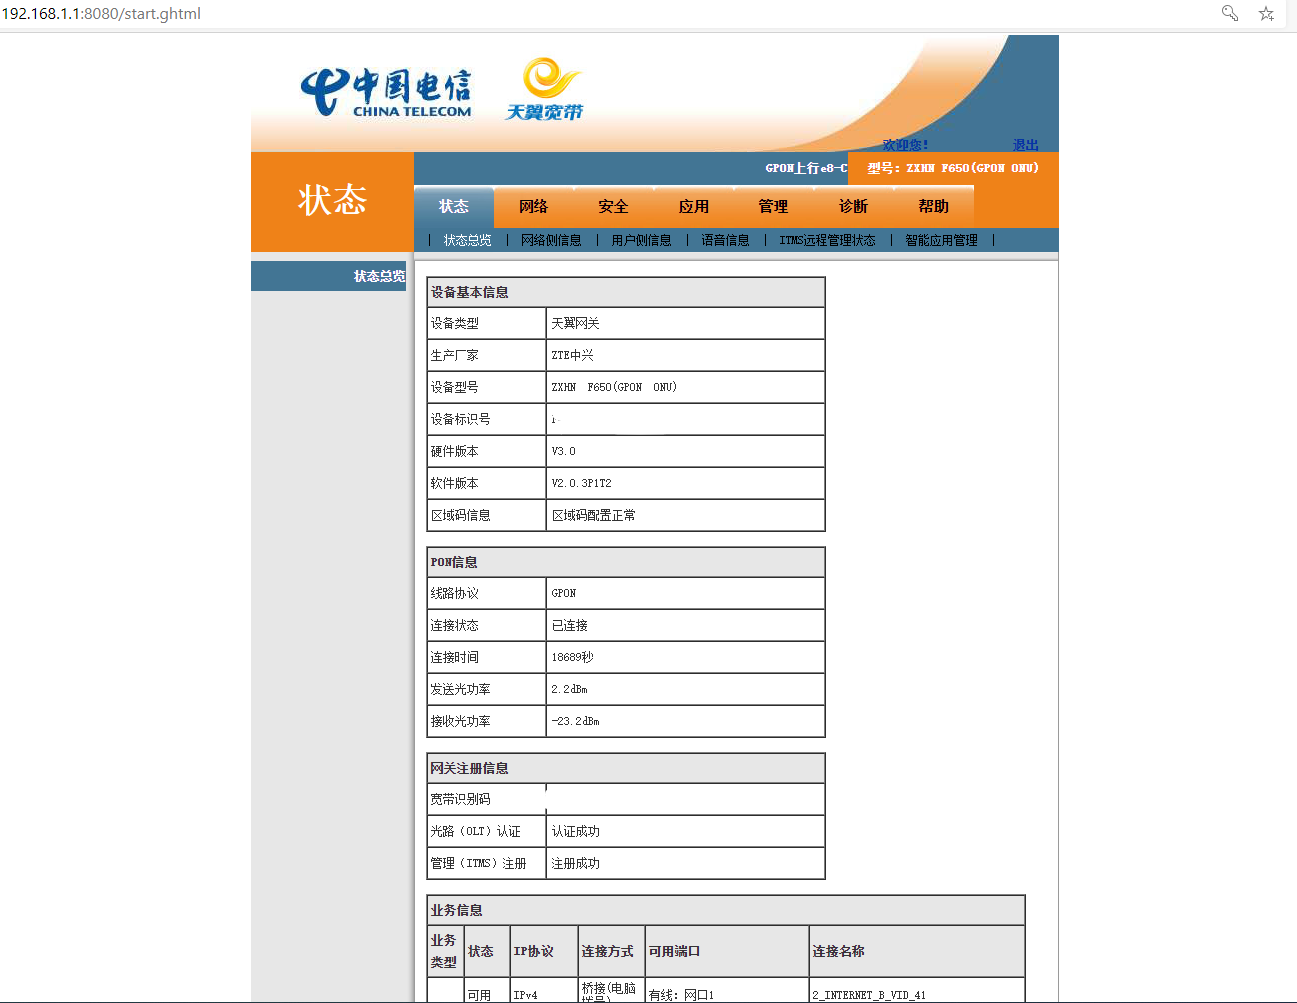 192.168.1.1:8080/start.ghtml
中国电信
CHINA TELECOM
天翼宽带
欢迎您! 退出
GPON上行e8-C 型号: ZXHN F650(GPON ONU)
状态
状态 网络 安全 应用 管理 诊断 帮助
| 状态总览 | 网络侧信息 | 用户侧信息 | 语音信息 | ITMS远程管理状态 | 智能应用管理 |
状态总览
设备基本信息
设备类型 天翼网关
生产厂家 ZTE中兴
设备型号 ZXHN F650(GPON ONU)
设备标识号
硬件版本 V3.0
软件版本 V2.0.3P1T2
区域码信息 区域码配置正常
PON信息
线路协议 GPON
连接状态 已连接
连接时间 18689秒
发送光功率 2.2dBm
接收光功率 -23.2dBm
网关注册信息
宽带识别码
光路（OLT）认证 认证成功
管理（ITMS）注册 注册成功
业务信息
业务类型 状态 IP协议 连接方式 可用端口 连接名称
可用 IPv4 桥接(电脑拨号) 有线: 网口1 2_INTERNET_B_VID_41